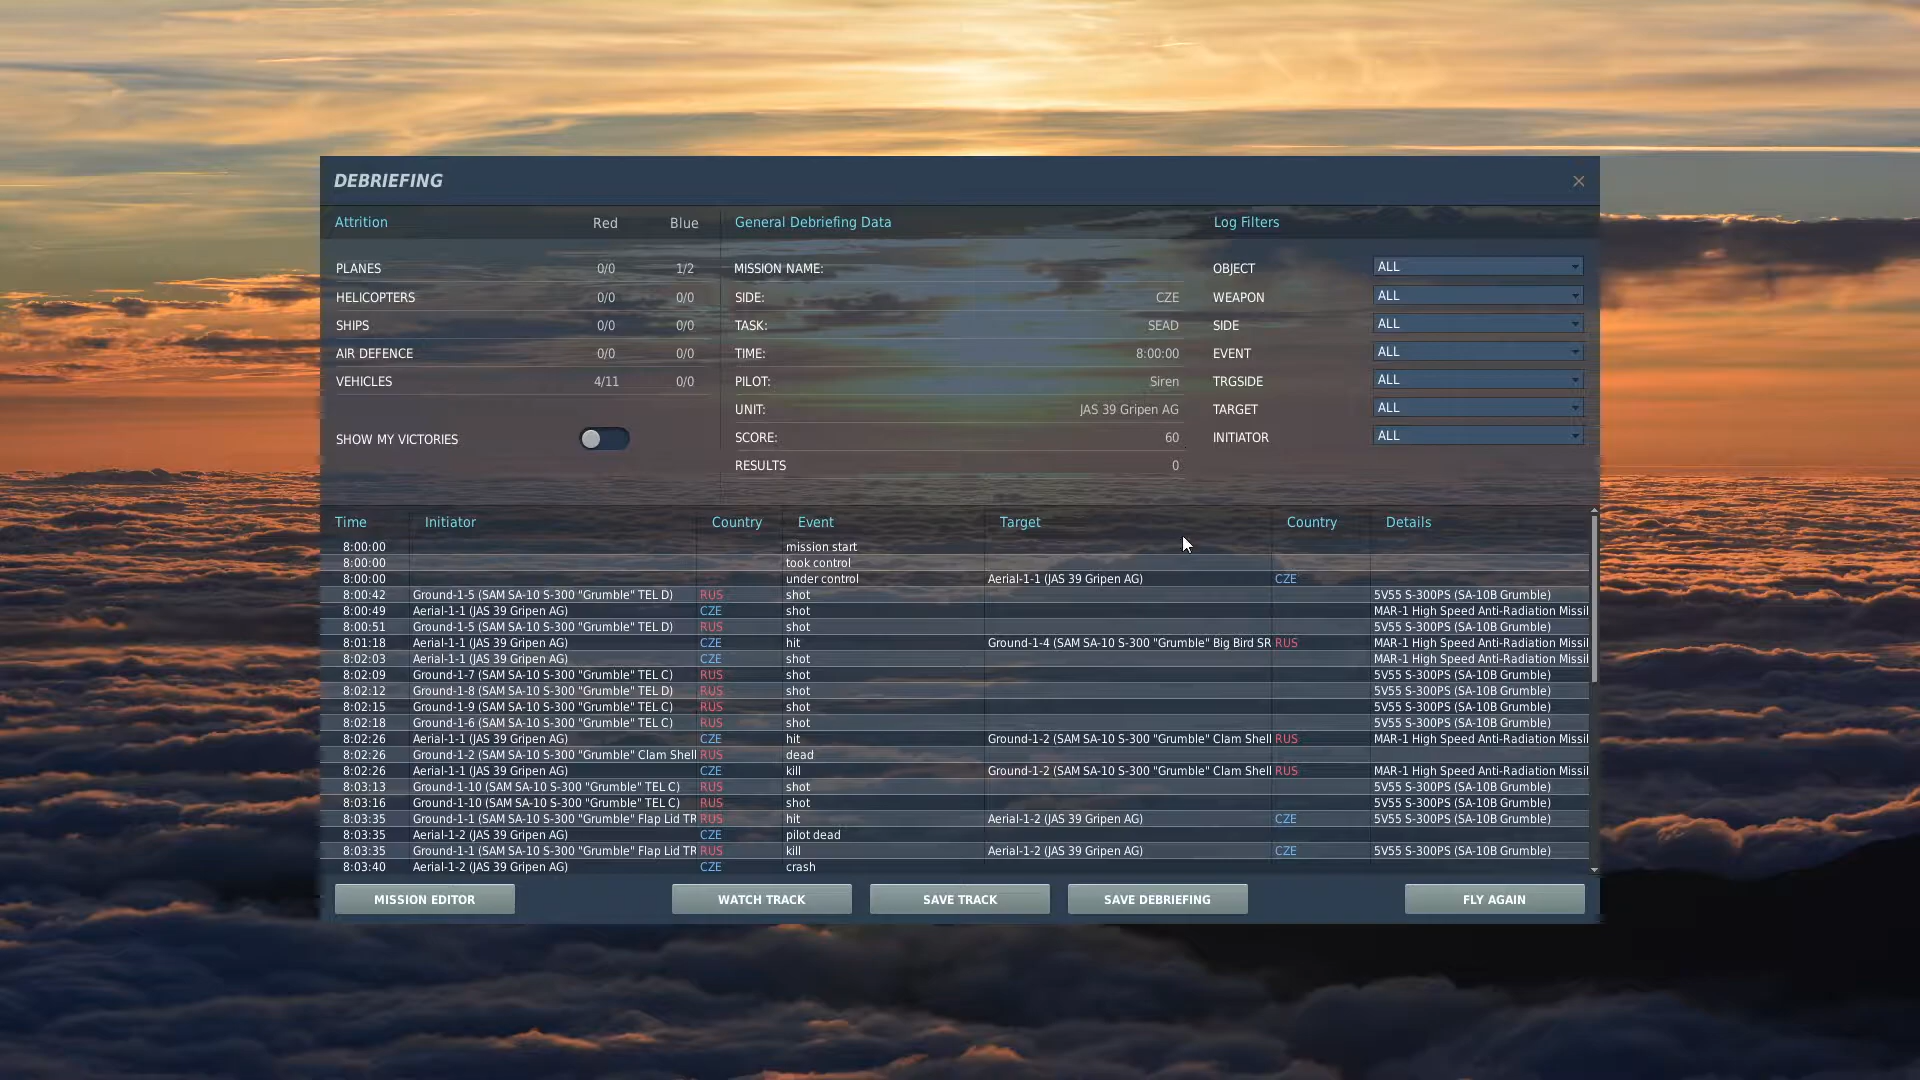 DEBRIEFING
Attrition Red Blue General Debriefing Data Log Filters
PLANES 0/0 1/2 MISSION NAME: OBJECT ALL
HELICOPTERS 0/0 0/0 SIDE: CZE WEAPON ALL
SHIPS 0/0 0/0 TASK: SEAD SIDE ALL
AIR DEFENCE 0/0 0/0 TIME: 8:00:00 EVENT ALL
VEHICLES 4/11 0/0 PILOT: Siren TRGSIDE ALL
UNIT: JAS 39 Gripen AG TARGET ALL
SHOW MY VICTORIES SCORE: 60 INITIATOR ALL
RESULTS 0
Time Initiator Country Event Target Country Details
8:00:00 mission start
8:00:00 took control
8:00:00 under control Aerial-1-1 (JAS 39 Gripen AG) CZE
8:00:42 Ground-1-5 (SAM SA-10 S-300 "Grumble" TEL D) RUS shot 5V55 S-300PS (SA-10B Grumble)
8:00:49 Aerial-1-1 (JAS 39 Gripen AG) CZE shot MAR-1 High Speed Anti-Radiation Missil
8:00:51 Ground-1-5 (SAM SA-10 S-300 "Grumble" TEL D) RUS shot 5V55 S-300PS (SA-10B Grumble)
8:01:18 Aerial-1-1 (JAS 39 Gripen AG) CZE hit Ground-1-4 (SAM SA-10 S-300 "Grumble" Big Bird SR RUS MAR-1 High Speed Anti-Radiation Missil
8:02:03 Aerial-1-1 (JAS 39 Gripen AG) CZE shot MAR-1 High Speed Anti-Radiation Missil
8:02:09 Ground-1-7 (SAM SA-10 S-300 "Grumble" TEL C) RUS shot 5V55 S-300PS (SA-10B Grumble)
8:02:12 Ground-1-8 (SAM SA-10 S-300 "Grumble" TEL D) RUS shot 5V55 S-300PS (SA-10B Grumble)
8:02:15 Ground-1-9 (SAM SA-10 S-300 "Grumble" TEL C) RUS shot 5V55 S-300PS (SA-10B Grumble)
8:02:18 Ground-1-6 (SAM SA-10 S-300 "Grumble" TEL C) RUS shot 5V55 S-300PS (SA-10B Grumble)
8:02:26 Aerial-1-1 (JAS 39 Gripen AG) CZE hit Ground-1-2 (SAM SA-10 S-300 "Grumble" Clam Shell RUS MAR-1 High Speed Anti-Radiation Missil
8:02:26 Ground-1-2 (SAM SA-10 S-300 "Grumble" Clam Shell RUS dead
8:02:26 Aerial-1-1 (JAS 39 Gripen AG) CZE kill Ground-1-2 (SAM SA-10 S-300 "Grumble" Clam Shell RUS MAR-1 High Speed Anti-Radiation Missil
8:03:13 Ground-1-10 (SAM SA-10 S-300 "Grumble" TEL C) RUS shot 5V55 S-300PS (SA-10B Grumble)
8:03:16 Ground-1-10 (SAM SA-10 S-300 "Grumble" TEL C) RUS shot 5V55 S-300PS (SA-10B Grumble)
8:03:35 Ground-1-1 (SAM SA-10 S-300 "Grumble" Flap Lid TR RUS hit Aerial-1-2 (JAS 39 Gripen AG) CZE 5V55 S-300PS (SA-10B Grumble)
8:03:35 Aerial-1-2 (JAS 39 Gripen AG) CZE pilot dead
8:03:35 Ground-1-1 (SAM SA-10 S-300 "Grumble" Flap Lid TR RUS kill Aerial-1-2 (JAS 39 Gripen AG) CZE 5V55 S-300PS (SA-10B Grumble)
8:03:40 Aerial-1-2 (JAS 39 Gripen AG) CZE crash
MISSION EDITOR WATCH TRACK SAVE TRACK SAVE DEBRIEFING FLY AGAIN